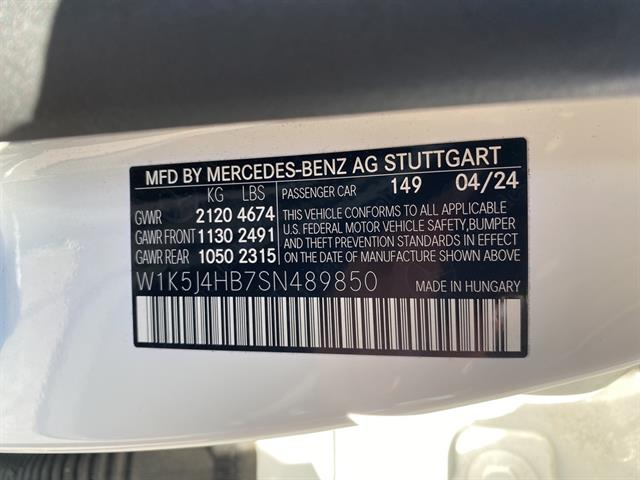 MFD BY MERCEDES-BENZ AG STUTTGART
KG LBS PASSENGER CAR 149 04/24
GVWR 2120 4674 THIS VEHICLE CONFORMS TO ALL APPLICABLE
U.S. FEDERAL MOTOR VEHICLE SAFETY,BUMPER
GAWR FRONT 1130 2491 AND THEFT PREVENTION STANDARDS IN EFFECT
GAWR REAR 1050 2315 ON THE DATE OF MANUFACTURE SHOWN ABOVE
W1K5J4HB7SN489850 MADE IN HUNGARY